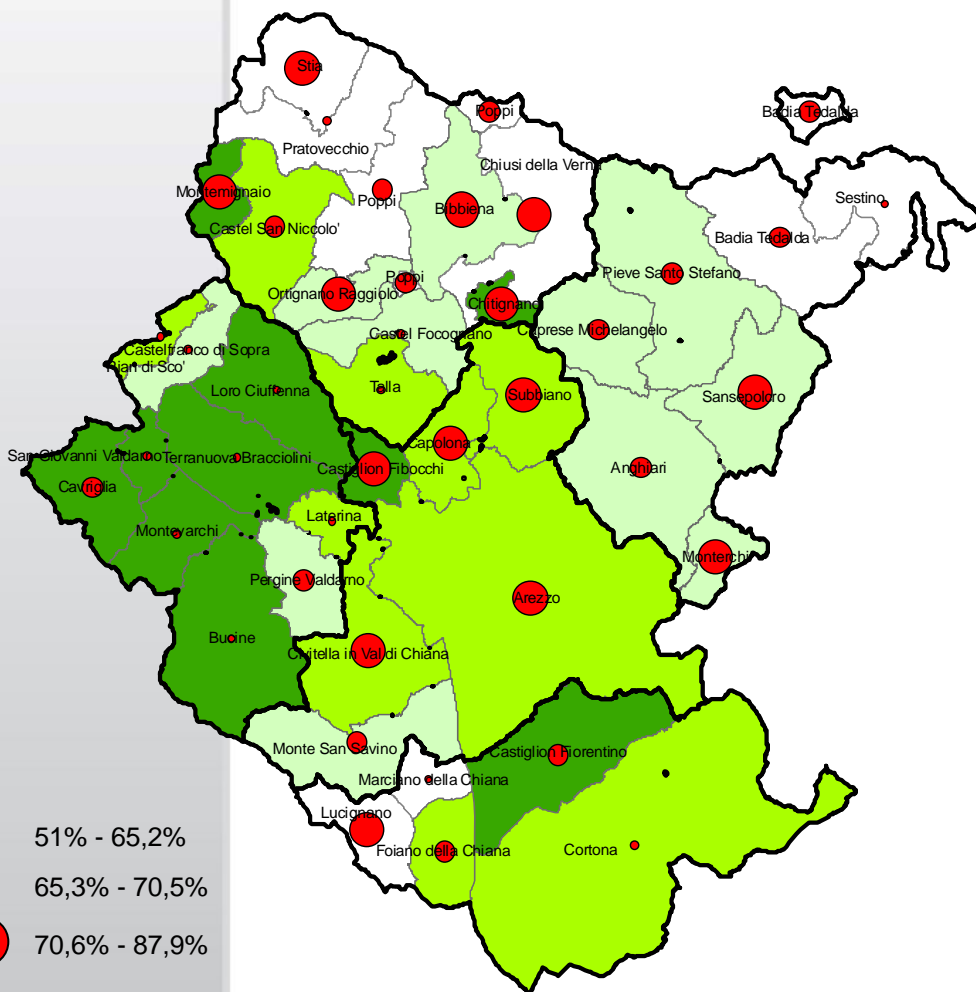 Stia
Poppi
Badia Tedalda
Pratovecchio
Chiusi della Verna
Montemignaio
Poppi
Bibbiena
Sestino
Castel San Niccolo'
Badia Tedalda
Pieve Santo Stefano
Poppi
Ortignano Raggiolo
Chitignano
Castel Focognano
Caprese Michelangelo
Castelfranco di Sopra
Pian di Sco'
Loro Ciuffenna
Talla
Subbiano
Sansepolcro
Capolona
San Giovanni Valdarno
Terranuova Bracciolini
Castiglion Fibocchi
Anghiari
Cavriglia
Laterina
Montevarchi
Monterchi
Pergine Valdarno
Arezzo
Bucine
Civitella in Val di Chiana
Monte San Savino
Castiglion Fiorentino
Marciano della Chiana
Lucignano
Foiano della Chiana
Cortona
51% - 65,2%
65,3% - 70,5%
70,6% - 87,9%